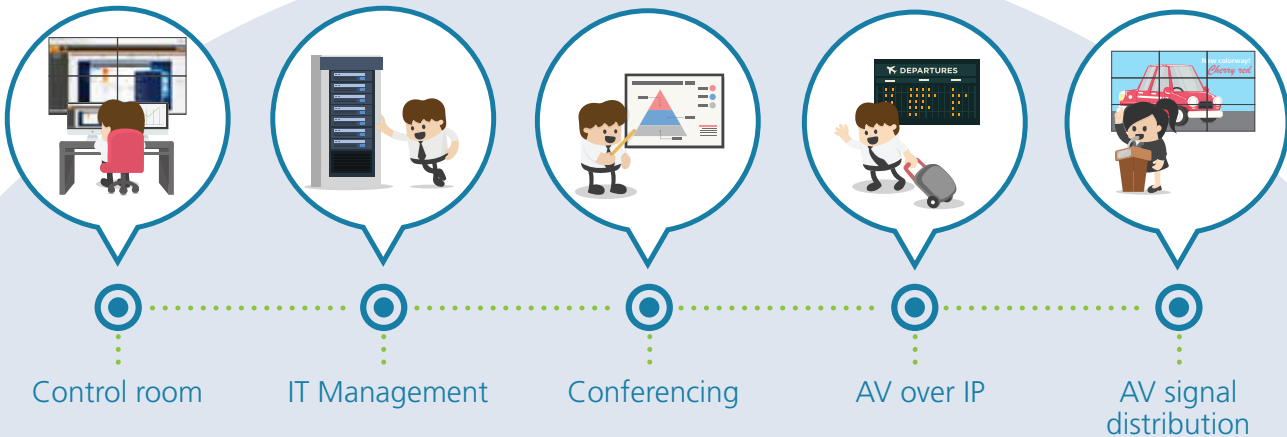 DEPARTURES
New colorway!
Cherry red
Control room
IT Management
Conferencing
AV over IP
AV signal
distribution